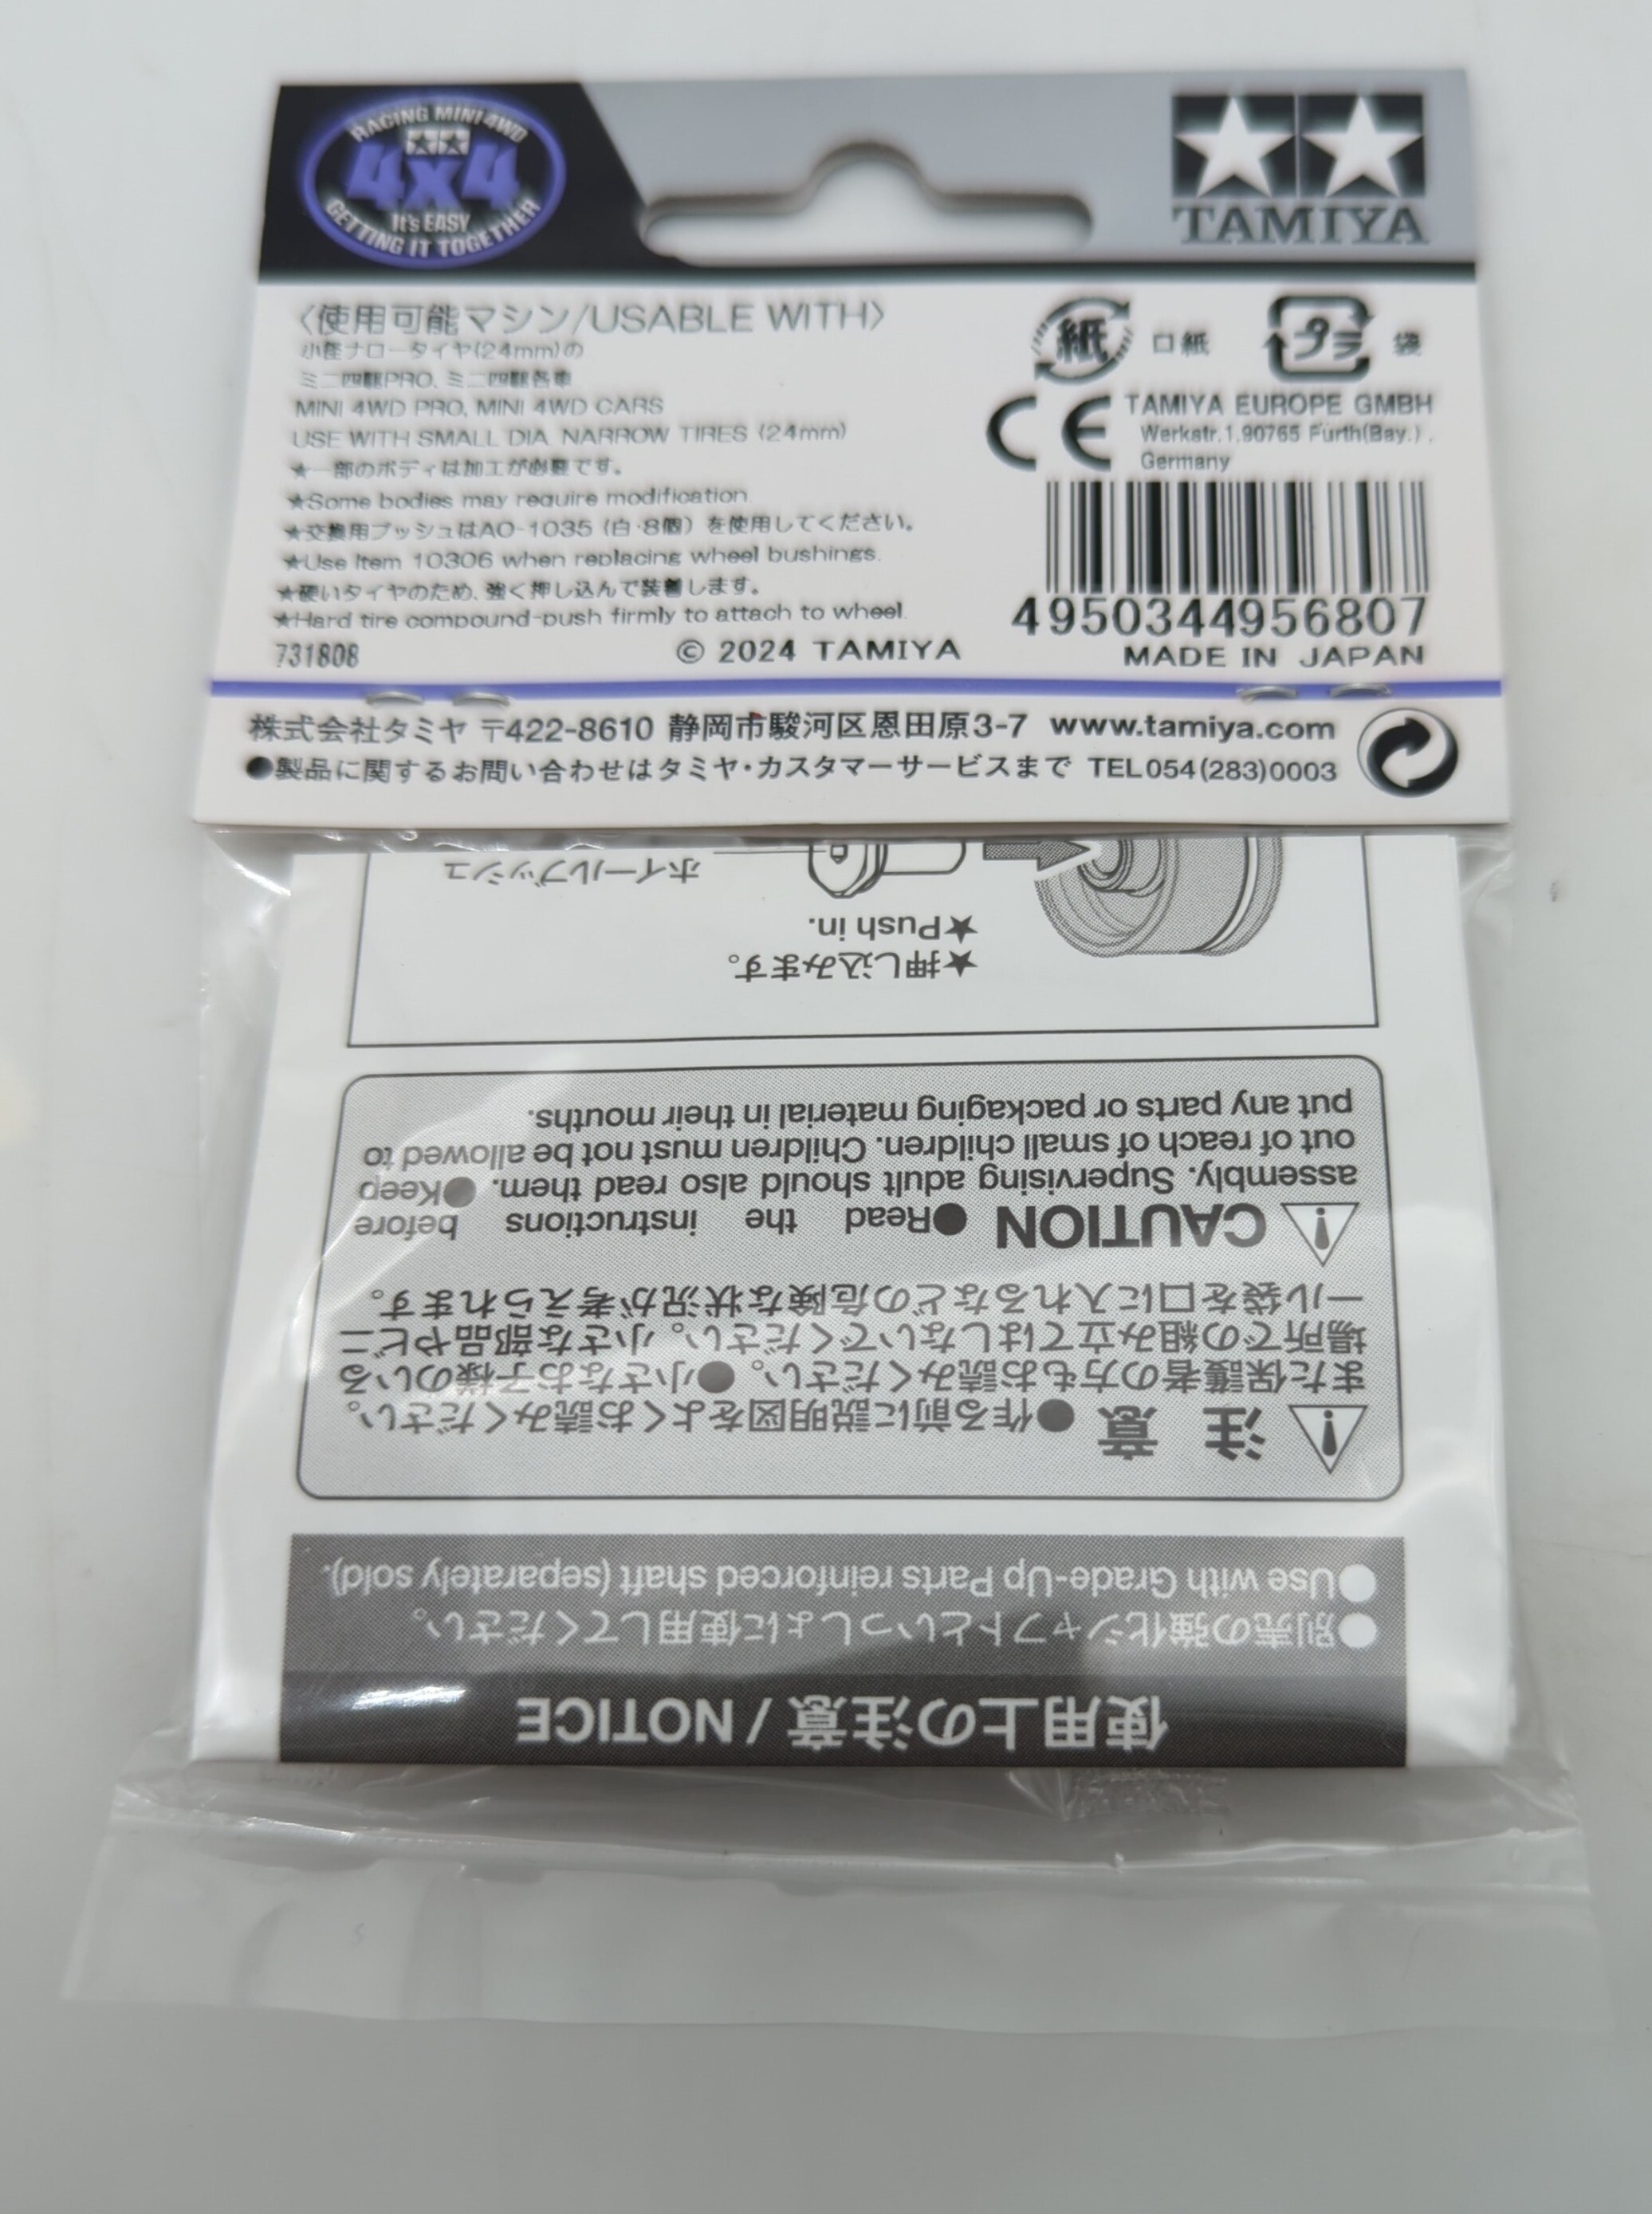 RACING MINI 4WD
4x4
It's EASY
GETTING IT TOGETHER
TAMIYA
〈使用可能マシン/USABLE WITH〉
小径ナロータイヤ(24mm)の
ミニ四駆PRO、ミニ四駆各車
MINI 4WD PRO, MINI 4WD CARS
USE WITH SMALL DIA. NARROW TIRES (24mm)
★一部のボディは加工が必要です。
★Some bodies may require modification.
★交換用ブッシュはAO-1035 (白・8個) を使用してください。
★Use Item 10306 when replacing wheel bushings.
★硬いタイヤのため、強く押し込んで装着します。
★Hard tire compound-push firmly to attach to wheel.
731808
© 2024 TAMIYA
紙 口紙
プラ 袋
CE
TAMIYA EUROPE GMBH
Werkstr.1,90765 Fürth(Bay.),
Germany
4950344956807
MADE IN JAPAN
株式会社タミヤ 〒422-8610 静岡市駿河区恩田原3-7 www.tamiya.com
●製品に関するお問い合わせはタミヤ・カスタマーサービスまで TEL054(283)0003
使用上の注意 / NOTICE
●別売の強化シャフトといっしょに使用してください。
●Use with Grade-Up Parts reinforced shaft (separately sold).
注 意 ●作る前に説明図をよくお読みください。
また保護者の方もお読みください。●小さなお子様のいる
場所での組み立てはしないでください。小さな部品やビニ
ール袋を口に入れるなどの危険な状況が考えられます。
CAUTION ●Read the instructions before
assembly. Supervising adult should also read them. ●Keep
out of reach of small children. Children must not be allowed to
put any parts or packaging material in their mouths.
★押し込みます。
★Push in.
ホイールブッシュ